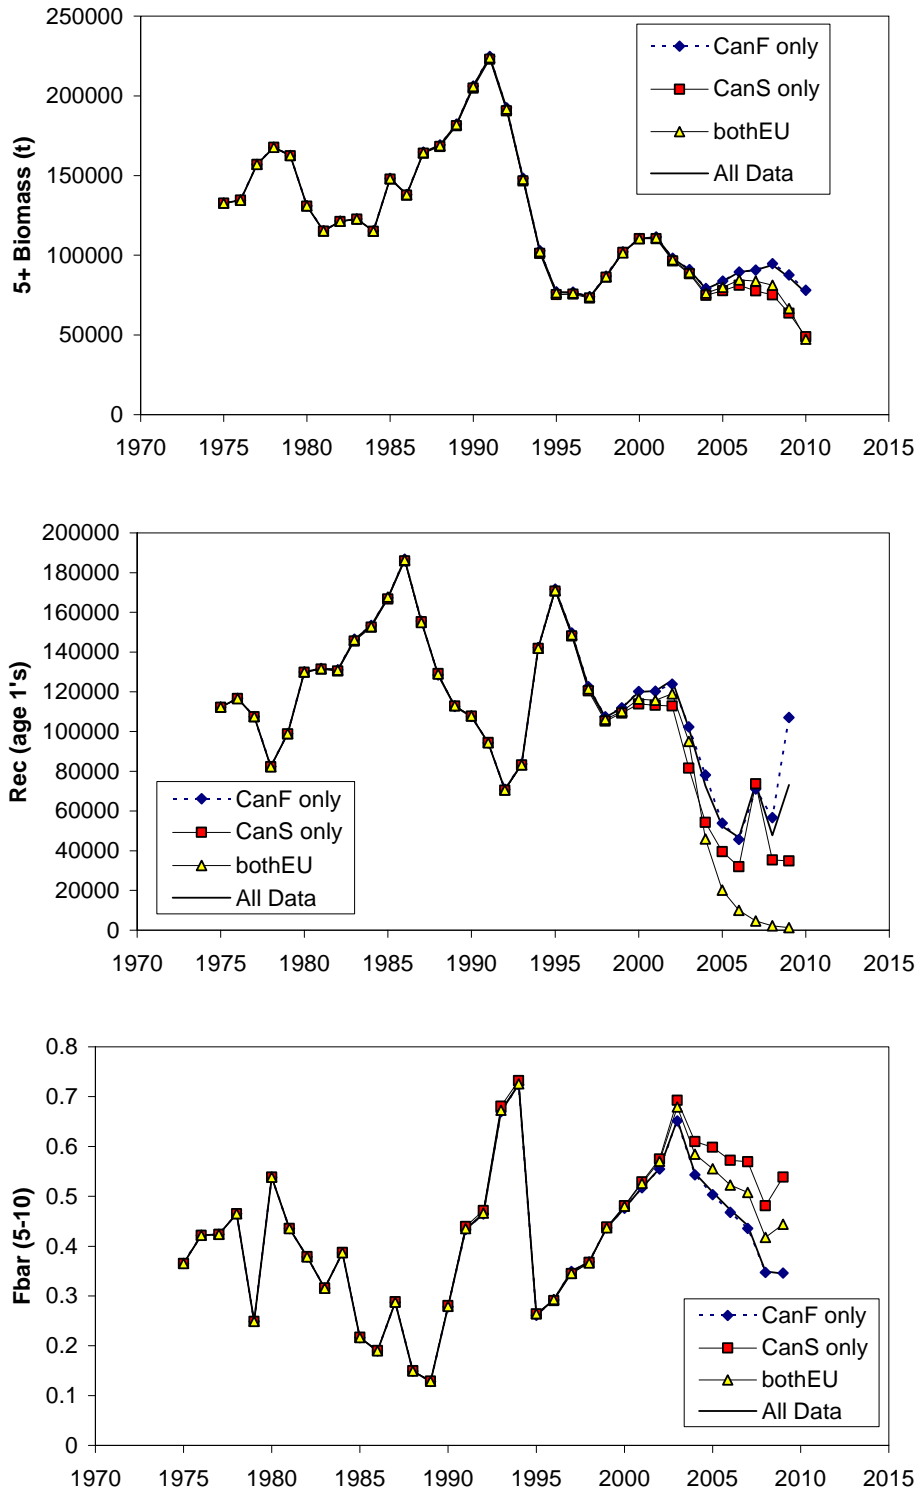 250000
200000
150000
100000
50000
0
5+ Biomass (t)
CanF only
CanS only
bothEU
All Data
1970 1975 1980 1985 1990 1995 2000 2005 2010 2015
200000
180000
160000
140000
120000
100000
80000
60000
40000
20000
0
Rec (age 1's)
CanF only
CanS only
bothEU
All Data
1970 1975 1980 1985 1990 1995 2000 2005 2010 2015
0.8
0.7
0.6
0.5
0.4
0.3
0.2
0.1
0
Fbar (5-10)
CanF only
CanS only
bothEU
All Data
1970 1975 1980 1985 1990 1995 2000 2005 2010 2015